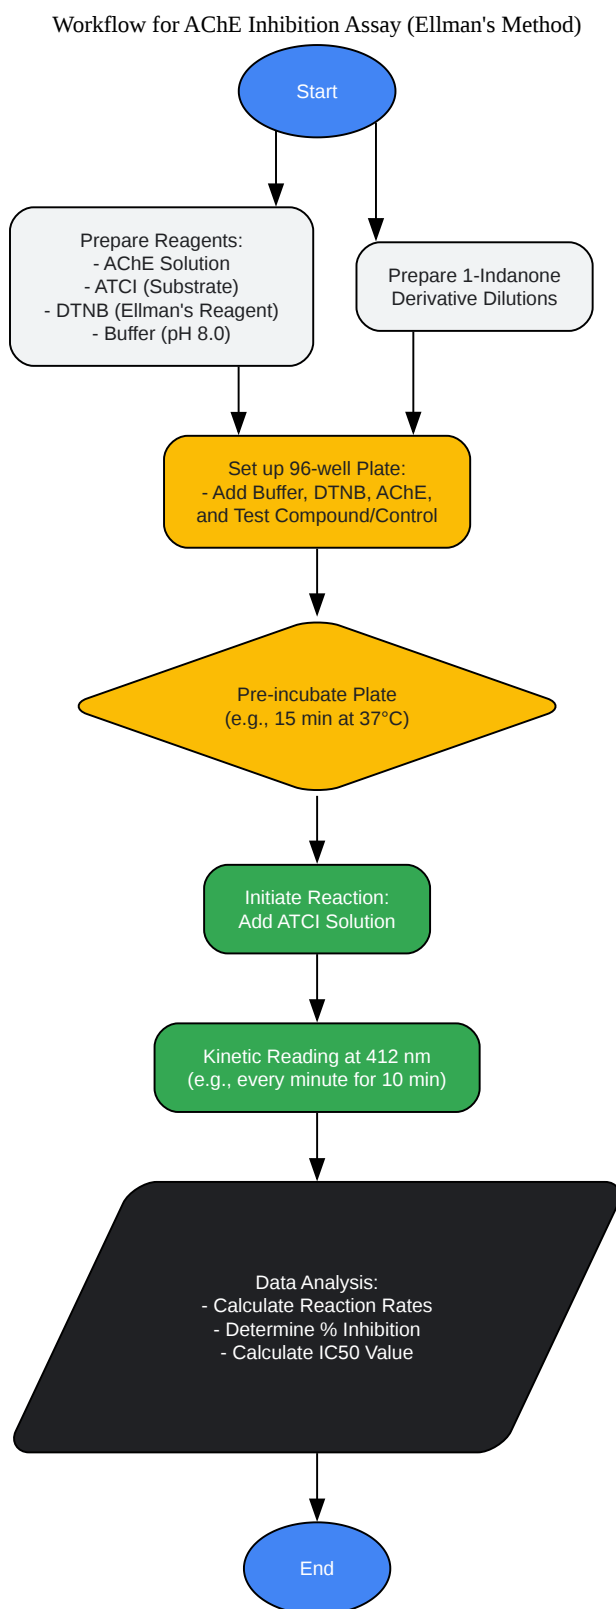 Workflow for AChE Inhibition Assay (Ellman's Method)
Start
Prepare Reagents:
- AChE Solution
- ATCI (Substrate)
- DTNB (Ellman's Reagent)
- Buffer (pH 8.0)
Prepare 1-Indanone
Derivative Dilutions
Set up 96-well Plate:
- Add Buffer, DTNB, AChE,
and Test Compound/Control
Pre-incubate Plate
(e.g., 15 min at 37°C)
Initiate Reaction:
Add ATCI Solution
Kinetic Reading at 412 nm
(e.g., every minute for 10 min)
Data Analysis:
- Calculate Reaction Rates
- Determine % Inhibition
- Calculate IC50 Value
End